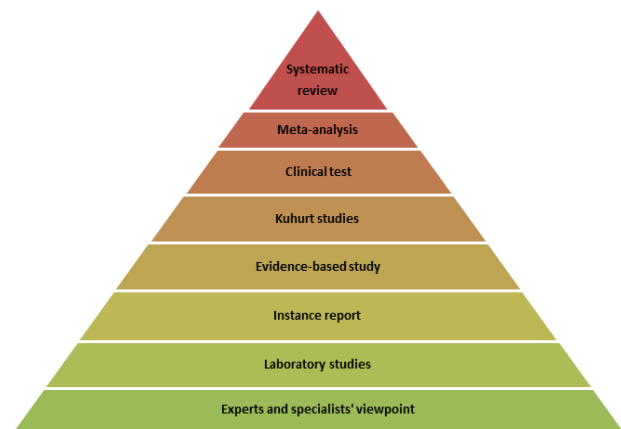 Systematic
review
Meta-analysis
Clinical test
Kuhurt studies
Evidence-based study
Instance report
Laboratory studies
Experts and specialists' viewpoint